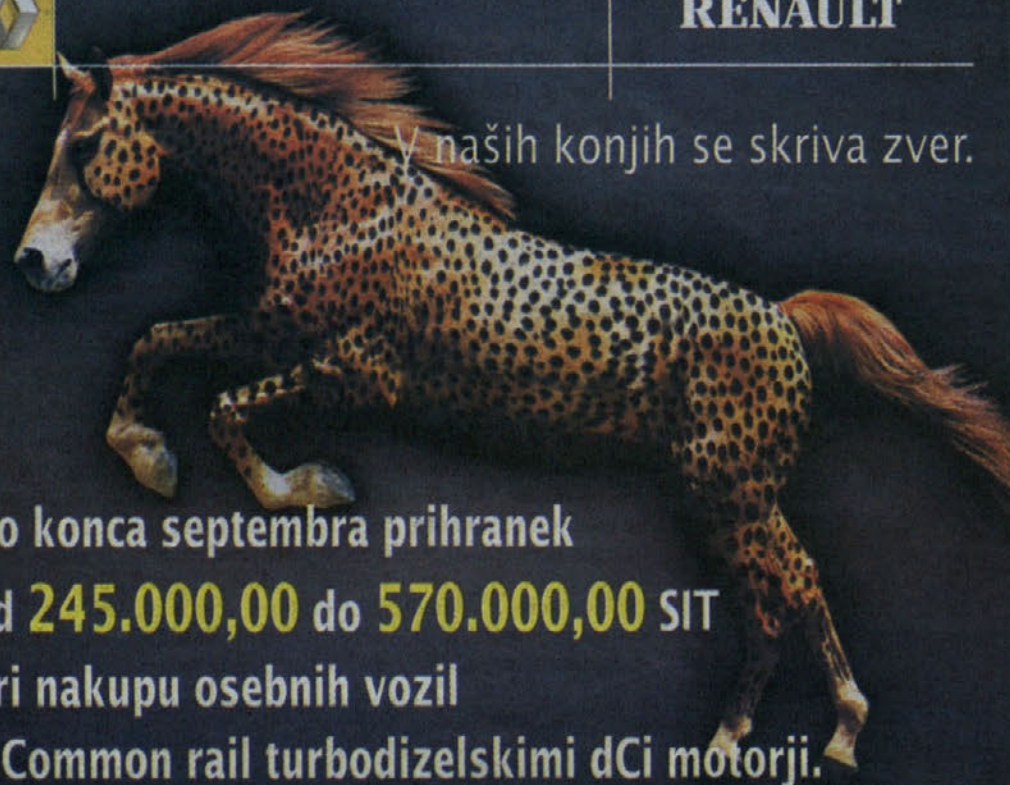 RENAULT
V naših konjih se skriva zver.
o konca septembra prihranek
d 245.000,00 do 570.000,00 SIT
ri nakupu osebnih vozil
Common rail turbodizelskimi dCi motorji.